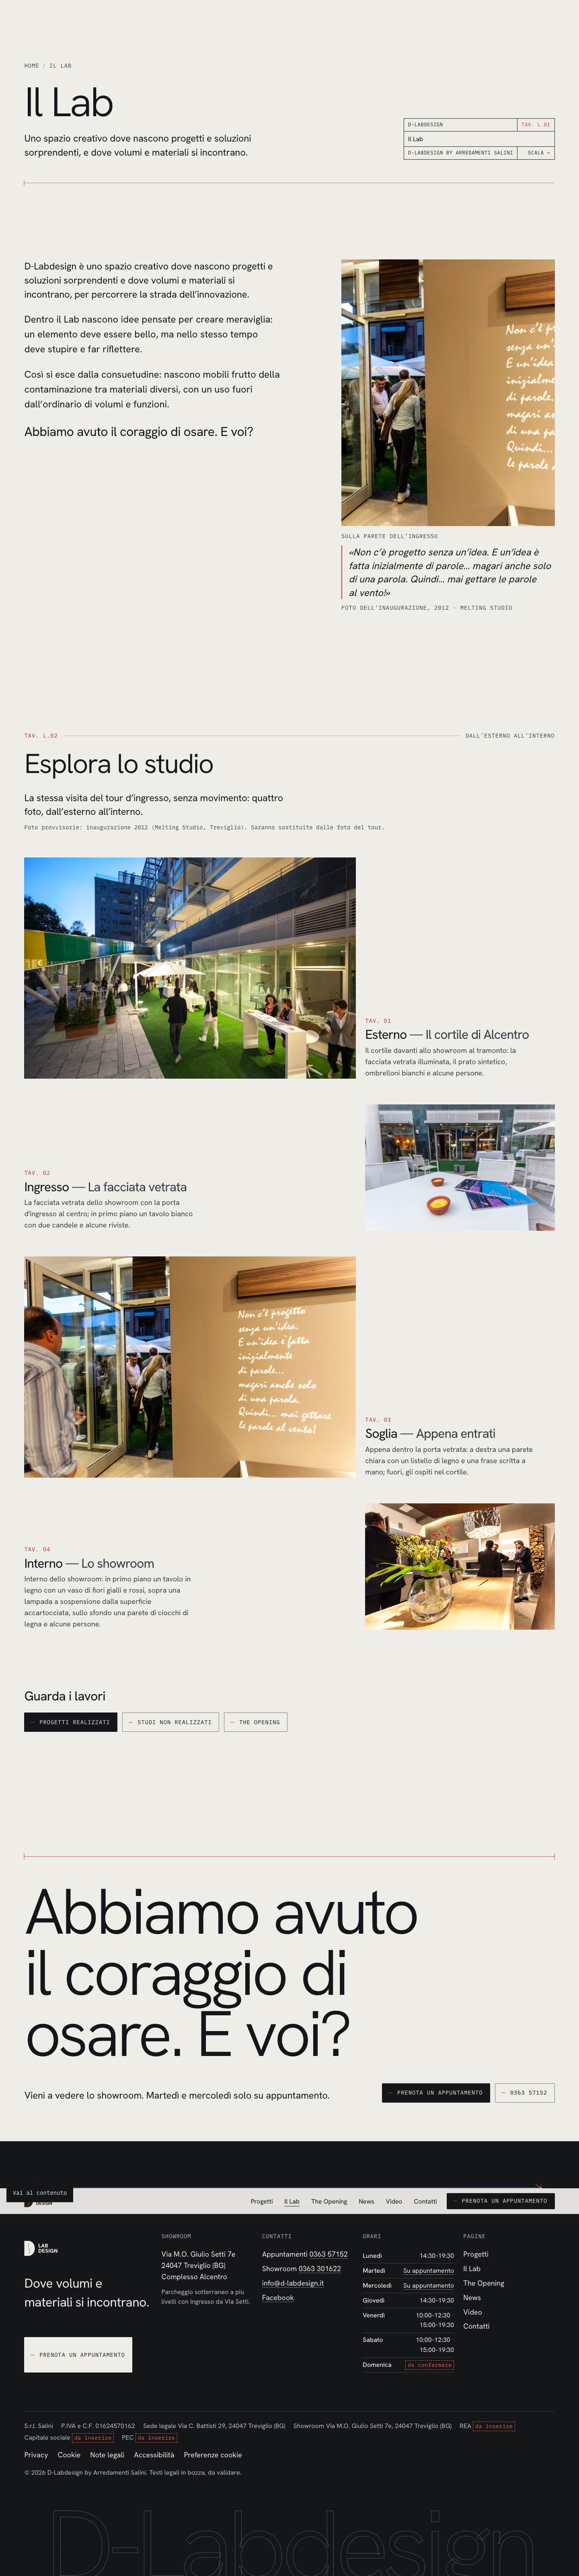 HOME / IL LAB
Il Lab
Uno spazio creativo dove nascono progetti e soluzioni
sorprendenti, e dove volumi e materiali si incontrano.
D-LABDESIGN
TAV. L.01
Il Lab
D-LABDESIGN BY ARREDAMENTI SALINI
SCALA —
D-Labdesign è uno spazio creativo dove nascono progetti e
soluzioni sorprendenti e dove volumi e materiali si
incontrano, per percorrere la strada dell'innovazione.
Dentro il Lab nascono idee pensate per creare meraviglia:
un elemento deve essere bello, ma nello stesso tempo
deve stupire e far riflettere.
Così si esce dalla consuetudine: nascono mobili frutto della
contaminazione tra materiali diversi, con un uso fuori
dall'ordinario di volumi e funzioni.
Abbiamo avuto il coraggio di osare. E voi?
Non c'è p
senza un
E un'idea
inizialme
di parole.
magari an
di una pa
Quindi...
le parole
SULLA PARETE DELL'INGRESSO
«Non c'è progetto senza un'idea. E un'idea è
fatta inizialmente di parole… magari anche solo
di una parola. Quindi… mai gettare le parole
al vento!»
FOTO DELL'INAUGURAZIONE, 2012 · MELTING STUDIO
TAV. L.02
DALL'ESTERNO ALL'INTERNO
Esplora lo studio
La stessa visita del tour d'ingresso, senza movimento: quattro
foto, dall'esterno all'interno.
Foto provvisorie: inaugurazione 2012 (Melting Studio, Treviglio). Saranno sostituite dalle foto del tour.
TAV. 01
Esterno — Il cortile di Alcentro
Il cortile davanti allo showroom al tramonto: la
facciata vetrata illuminata, il prato sintetico,
ombrelloni bianchi e alcune persone.
TAV. 02
Ingresso — La facciata vetrata
La facciata vetrata dello showroom con la porta
d'ingresso al centro; in primo piano un tavolo bianco
con due candele e alcune riviste.
Non c'è progetto
senza un'idea.
E un'idea è fatta
inizialmente
di parole...
magari anche solo
di una parola.
Quindi... mai gettare
le parole al vento!
TAV. 03
Soglia — Appena entrati
Appena dentro la porta vetrata: a destra una parete
chiara con un listello di legno e una frase scritta a
mano; fuori, gli ospiti nel cortile.
TAV. 04
Interno — Lo showroom
Interno dello showroom: in primo piano un tavolo in
legno con un vaso di fiori gialli e rossi, sopra una
lampada a sospensione dalla superficie
accartocciata, sullo sfondo una parete di ciocchi di
legna e alcune persone.
Guarda i lavori
— PROGETTI REALIZZATI
— STUDI NON REALIZZATI
— THE OPENING
Abbiamo avuto
il coraggio di
osare. E voi?
Vieni a vedere lo showroom. Martedì e mercoledì solo su appuntamento.
— PRENOTA UN APPUNTAMENTO
— 0363 57152
Vai al contenuto
DESIGN
Progetti
Il Lab
The Opening
News
Video
Contatti
— PRENOTA UN APPUNTAMENTO
LAB
DESIGN
Dove volumi e
materiali si incontrano.
— PRENOTA UN APPUNTAMENTO
SHOWROOM
Via M.O. Giulio Setti 7e
24047 Treviglio (BG)
Complesso Alcentro
Parcheggio sotterraneo a più
livelli con ingresso da Via Setti.
CONTATTI
Appuntamenti 0363 57152
Showroom 0363 301622
info@d-labdesign.it
Facebook
ORARI
Lunedì 14:30–19:30
Martedì Su appuntamento
Mercoledì Su appuntamento
Giovedì 14:30–19:30
Venerdì 10:00–12:30 ·
15:00–19:30
Sabato 10:00–12:30 ·
15:00–19:30
Domenica da confermare
PAGINE
Progetti
Il Lab
The Opening
News
Video
Contatti
S.r.l. Salini P.IVA e C.F. 01624570162 Sede legale Via C. Battisti 29, 24047 Treviglio (BG) Showroom Via M.O. Giulio Setti 7e, 24047 Treviglio (BG) REA da inserire
Capitale sociale da inserire PEC da inserire
Privacy Cookie Note legali Accessibilità Preferenze cookie
© 2026 D-Labdesign by Arredamenti Salini. Testi legali in bozza, da validare.
D-Labdesign